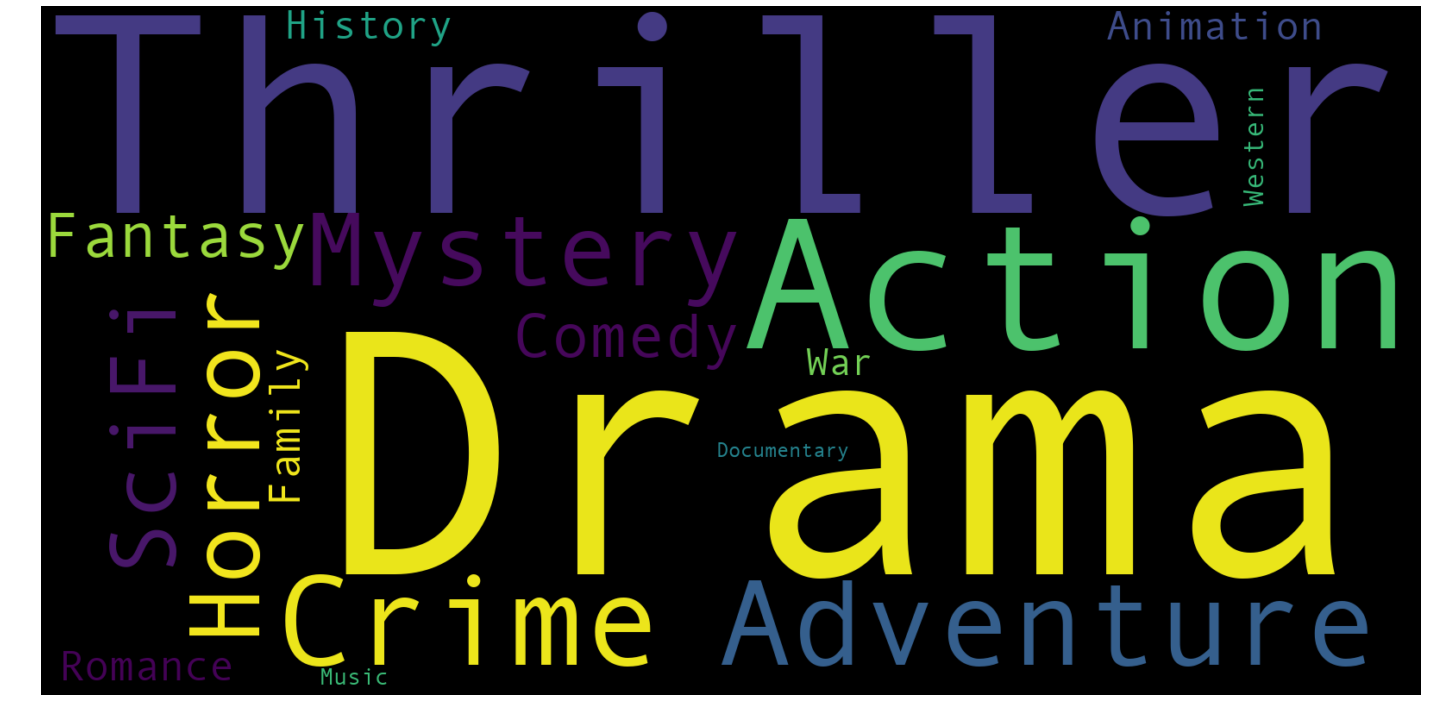 Thriller
History
Animation
Western
Fantasy
Mystery
Action
Comedy
War
SciFi
Horror
Family
Drama
Documentary
Crime
Adventure
Romance
Music